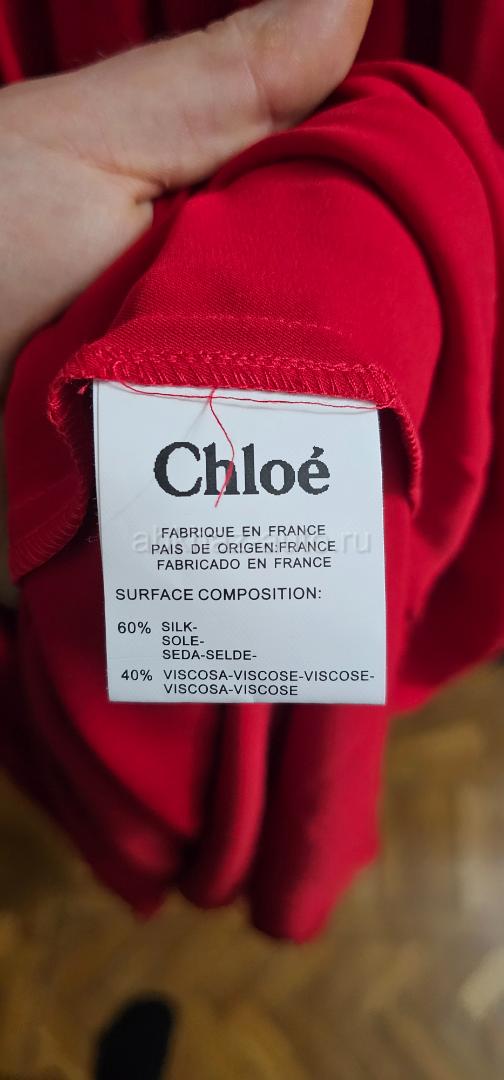 Chloé
FABRIQUE EN FRANCE
PAIS DE ORIGEN:FRANCE
FABRICADO EN FRANCE
SURFACE COMPOSITION:
60% SILK-
SOLE-
SEDA-SELDE-
40% VISCOSA-VISCOSE-VISCOSE-
VISCOSA-VISCOSE